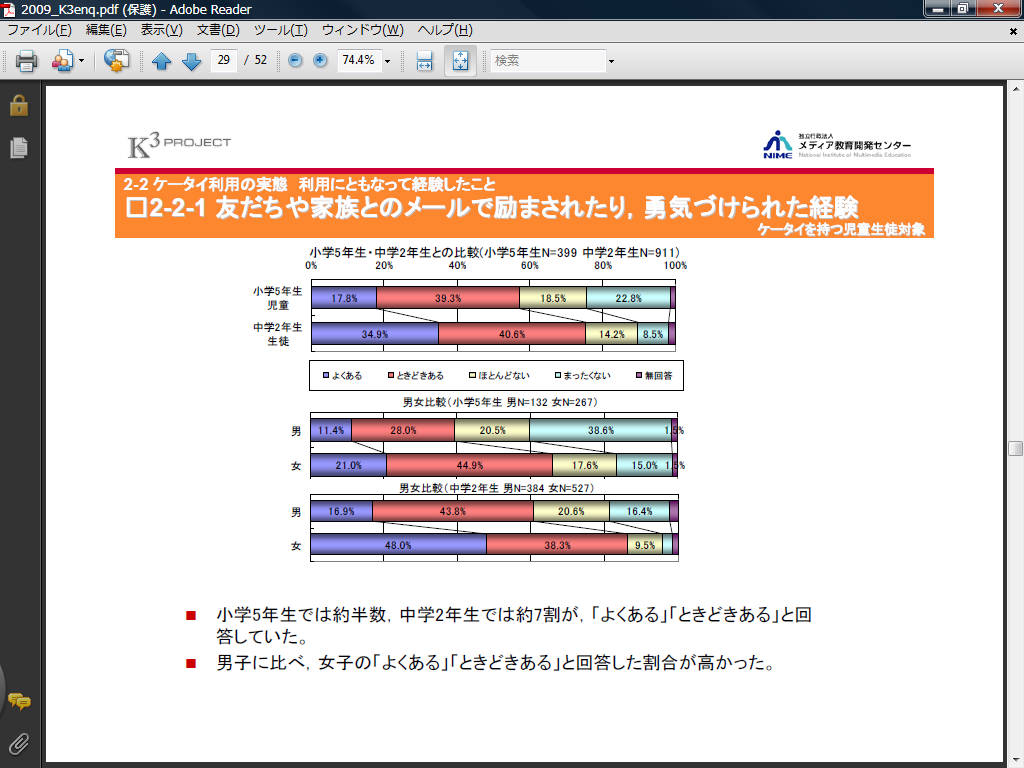 2009_K3enq.pdf (保護) - Adobe Reader
ファイル(F) 編集(E) 表示(V) 文書(D) ツール(T) ウィンドウ(W) ヘルプ(H)
29 / 52 74.4% 検索
K3 PROJECT
独立行政法人
メディア教育開発センター
NIME National Institute of Multimedia Education
2-2 ケータイ利用の実態 利用にともなって経験したこと
□2-2-1 友だちや家族とのメールで励まされたり，勇気づけられた経験
ケータイを持つ児童生徒対象
小学5年生・中学2年生との比較(小学5年生N=399 中学2年生N=911)
0% 20% 40% 60% 80% 100%
小学5年生
児童
17.8% 39.3% 18.5% 22.8%
中学2年生
生徒
34.9% 40.6% 14.2% 8.5%
よくある ときどきある ほとんどない まったくない 無回答
男女比較(小学5年生 男N=132 女N=267)
男 11.4% 28.0% 20.5% 38.6% 1.5%
女 21.0% 44.9% 17.6% 15.0% 1.5%
男女比較(中学2年生 男N=384 女N=527)
男 16.9% 43.8% 20.6% 16.4%
女 48.0% 38.3% 9.5%
■ 小学5年生では約半数，中学2年生では約7割が，「よくある」「ときどきある」と回
答していた。
■ 男子に比べ，女子の「よくある」「ときどきある」と回答した割合が高かった。